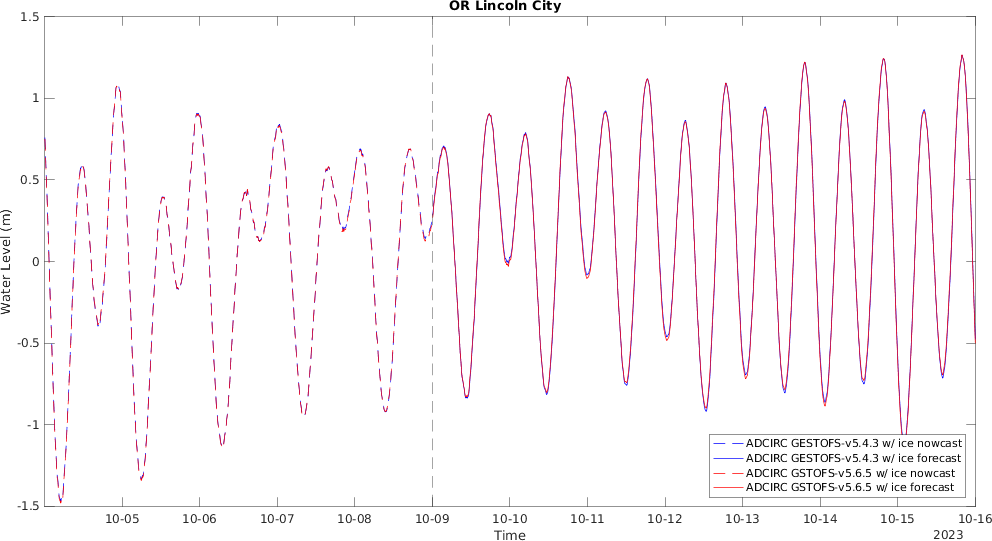 OR Lincoln City
1.5
1
0.5
0
-0.5
-1
-1.5
Water Level (m)
10-05 10-06 10-07 10-08 10-09 10-10 10-11 10-12 10-13 10-14 10-15 10-16
Time
2023
ADCIRC GESTOFS-v5.4.3 w/ ice nowcast
ADCIRC GESTOFS-v5.4.3 w/ ice forecast
ADCIRC GSTOFS-v5.6.5 w/ ice nowcast
ADCIRC GSTOFS-v5.6.5 w/ ice forecast